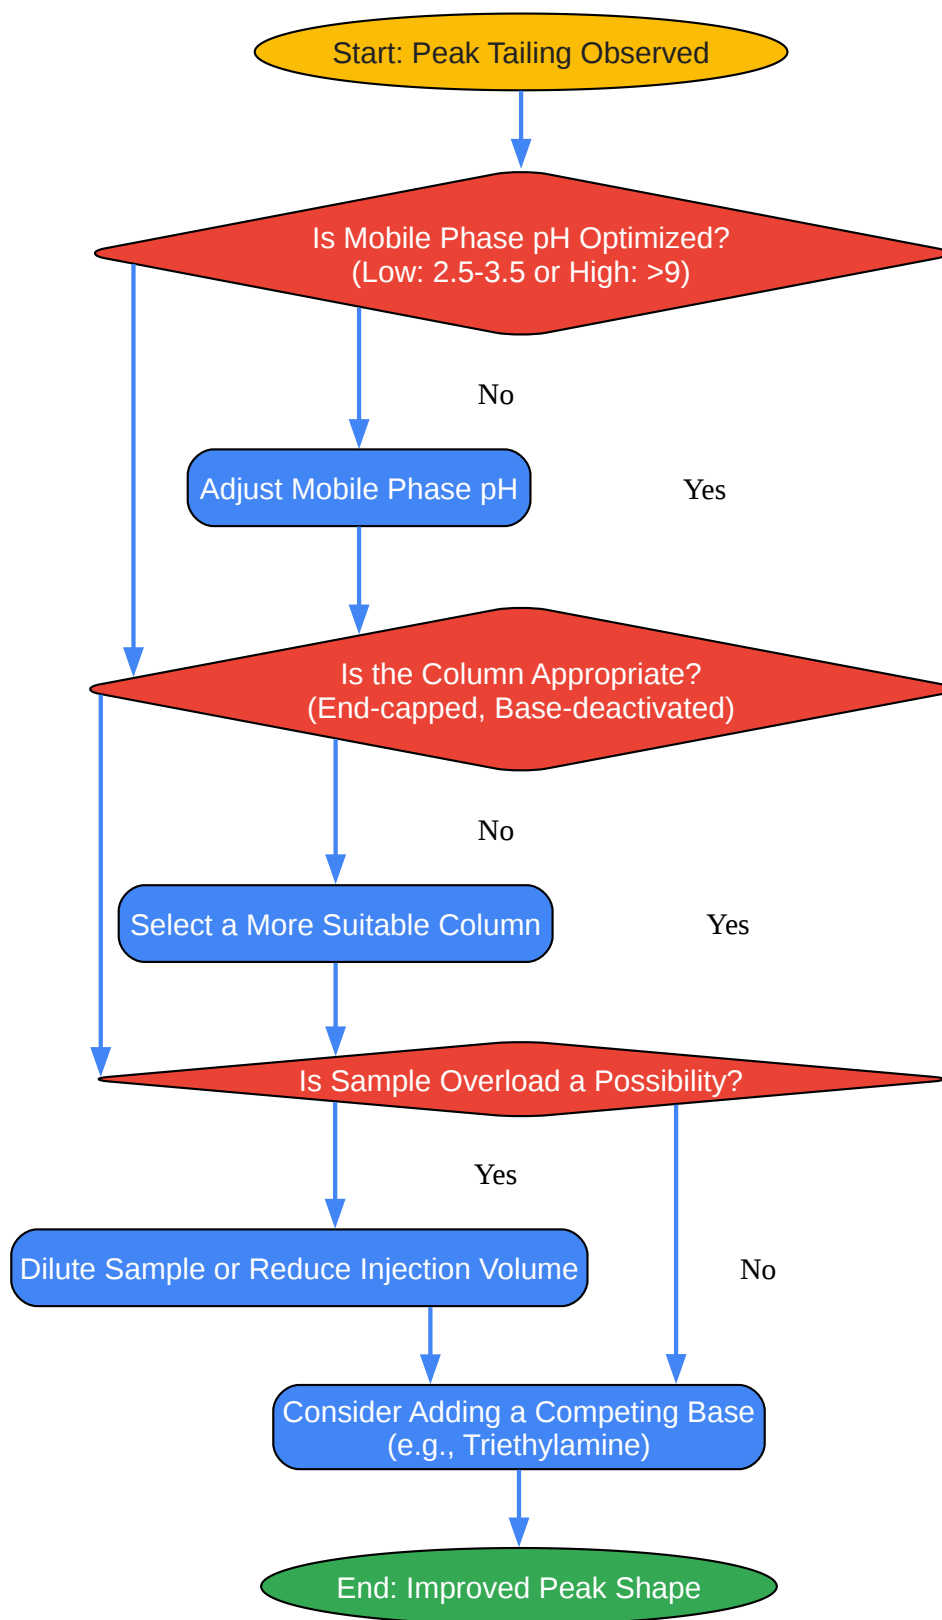 Start: Peak Tailing Observed
Is Mobile Phase pH Optimized?
(Low: 2.5-3.5 or High: >9)
No
Adjust Mobile Phase pH
Yes
Is the Column Appropriate?
(End-capped, Base-deactivated)
No
Select a More Suitable Column
Yes
Is Sample Overload a Possibility?
Yes
Dilute Sample or Reduce Injection Volume
No
Consider Adding a Competing Base
(e.g., Triethylamine)
End: Improved Peak Shape